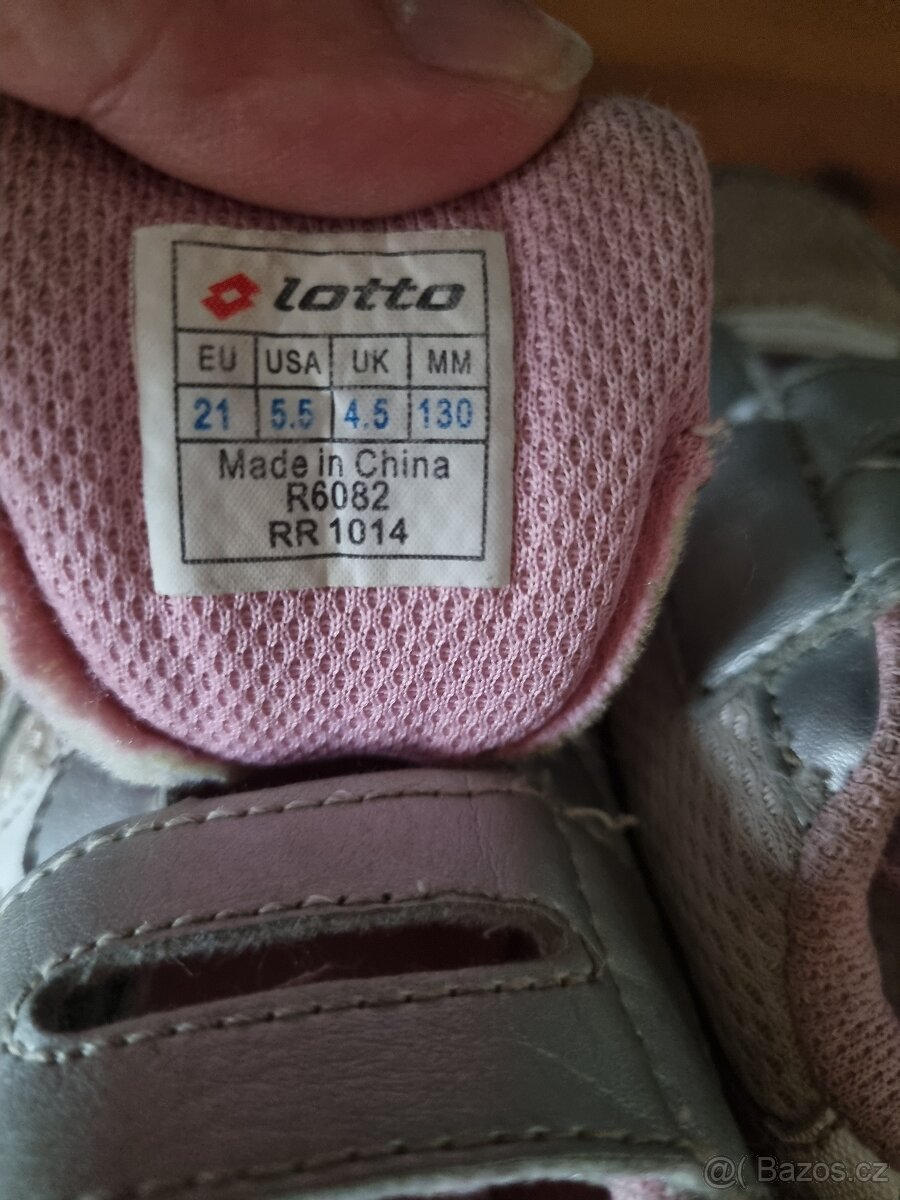 lotto
EU USA UK MM
21 5.5 4.5 130
Made in China
R6082
RR 1014
@( Bazos.cz